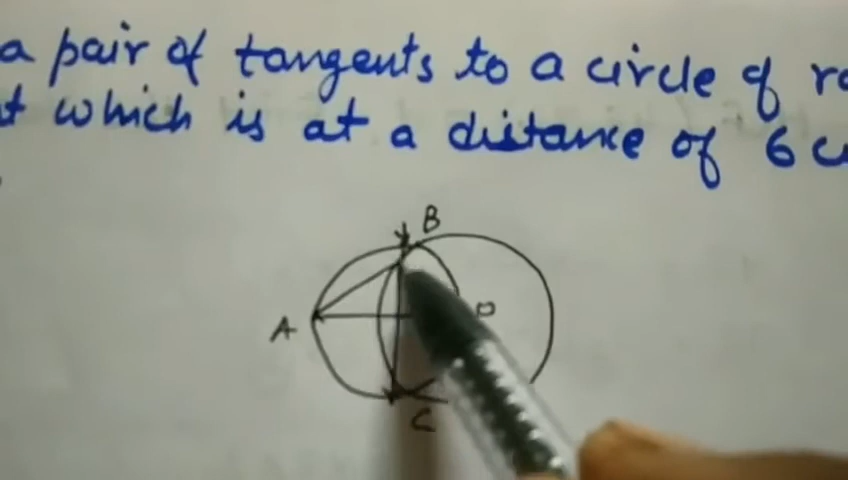 a pair of tangents to a circle of
which is at a distance of 6
B
A
C